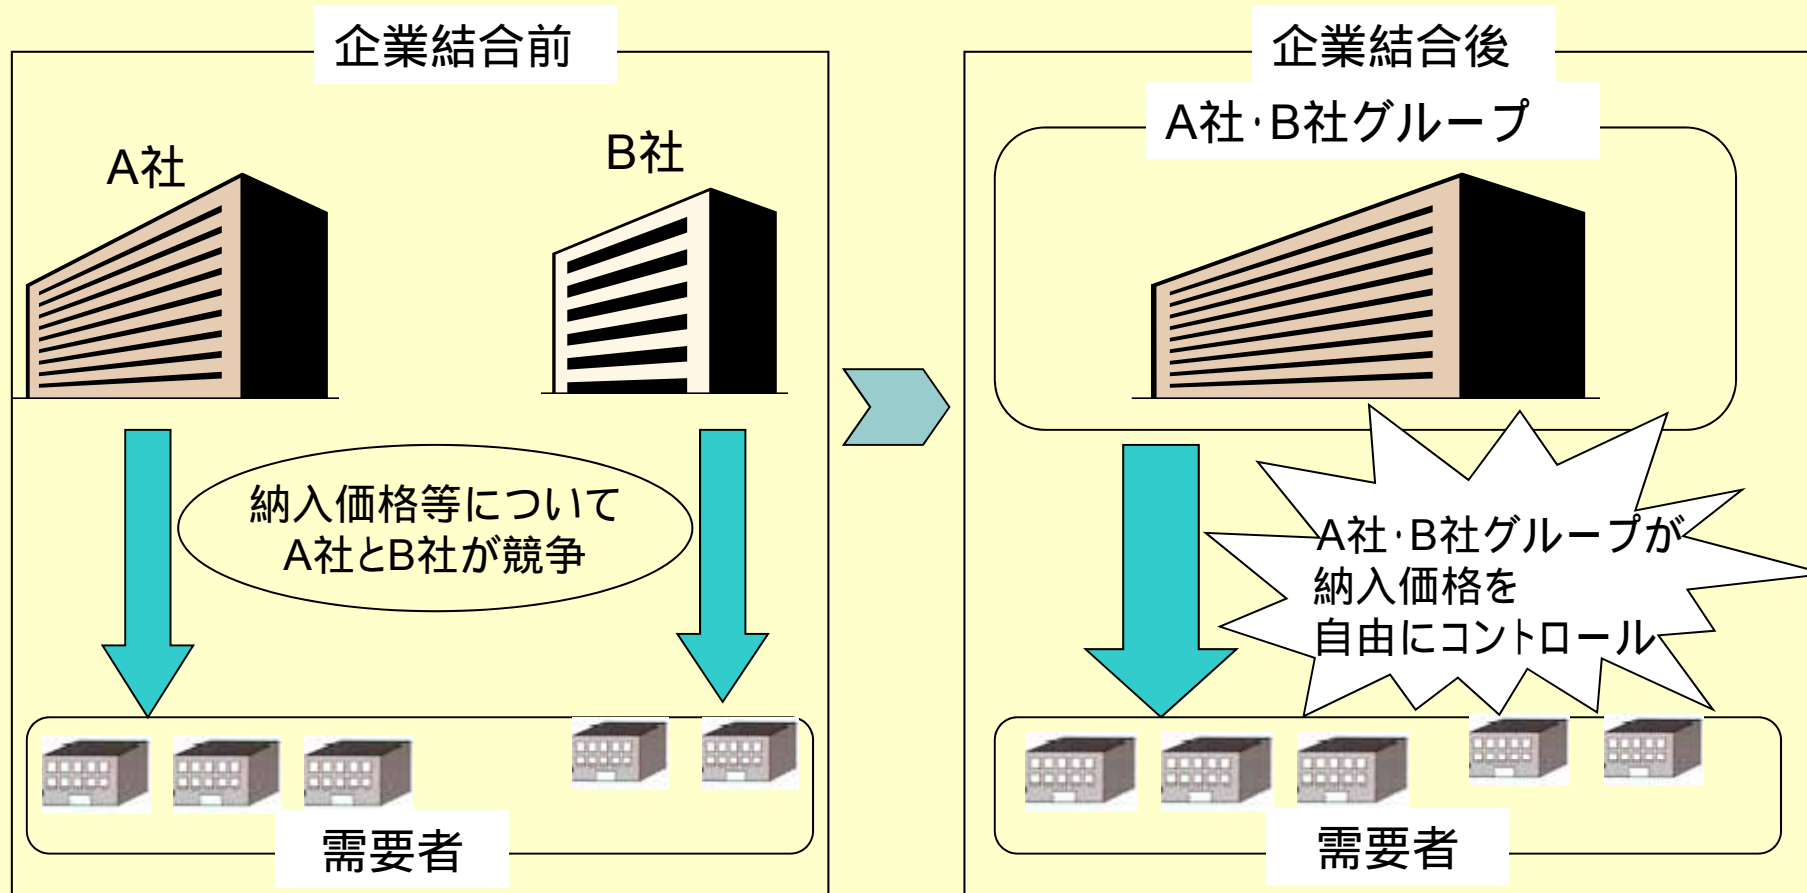 企業結合前
A社
B社
納入価格等について
A社とB社が競争
需要者
企業結合後
A社･B社グループ
A社･B社グループが
納入価格を
自由にコントロール
需要者